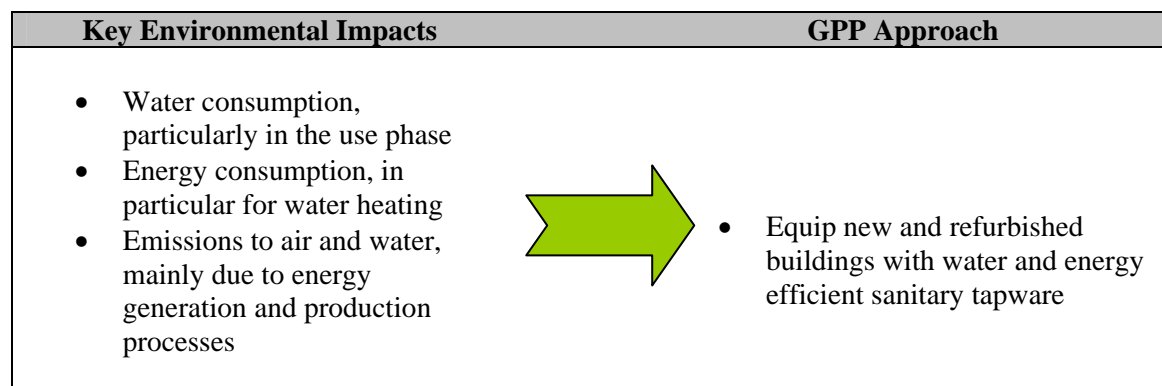 Key Environmental Impacts
GPP Approach
• Water consumption,
particularly in the use phase
• Energy consumption, in
particular for water heating
• Emissions to air and water,
mainly due to energy
generation and production
processes
• Equip new and refurbished
buildings with water and energy
efficient sanitary tapware